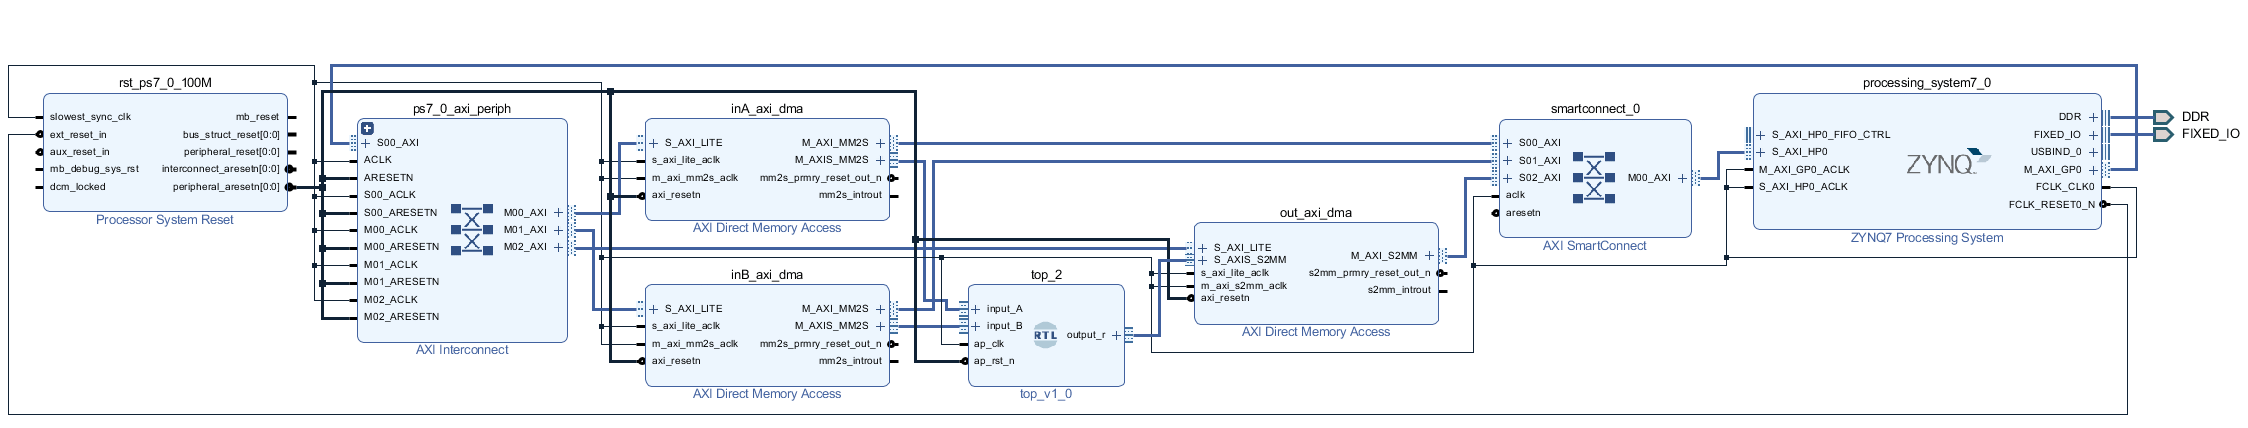 rst_ps7_0_100M
slowest_sync_clk
ext_reset_in
aux_reset_in
mb_debug_sys_rst
dcm_locked
mb_reset
bus_struct_reset[0:0]
peripheral_reset[0:0]
interconnect_aresetn[0:0]
peripheral_aresetn[0:0]
Processor System Reset
ps7_0_axi_periph
S00_AXI
ACLK
ARESETN
S00_ACLK
S00_ARESETN
M00_ACLK
M00_ARESETN
M01_ACLK
M01_ARESETN
M02_ACLK
M02_ARESETN
M00_AXI
M01_AXI
M02_AXI
AXI Interconnect
inA_axi_dma
S_AXI_LITE
s_axi_lite_aclk
m_axi_mm2s_aclk
axi_resetn
M_AXI_MM2S
M_AXIS_MM2S
mm2s_prmry_reset_out_n
mm2s_introut
AXI Direct Memory Access
inB_axi_dma
S_AXI_LITE
s_axi_lite_aclk
m_axi_mm2s_aclk
axi_resetn
M_AXI_MM2S
M_AXIS_MM2S
mm2s_prmry_reset_out_n
mm2s_introut
AXI Direct Memory Access
top_2
input_A
input_B
ap_clk
ap_rst_n
RTL
output_r
top_v1_0
out_axi_dma
S_AXI_LITE
S_AXIS_S2MM
s_axi_lite_aclk
m_axi_s2mm_aclk
axi_resetn
M_AXI_S2MM
s2mm_prmry_reset_out_n
s2mm_introut
AXI Direct Memory Access
smartconnect_0
S00_AXI
S01_AXI
S02_AXI
aclk
aresetn
M00_AXI
AXI SmartConnect
processing_system7_0
S_AXI_HP0_FIFO_CTRL
S_AXI_HP0
M_AXI_GP0_ACLK
S_AXI_HP0_ACLK
ZYNQ
DDR
FIXED_IO
USBIND_0
M_AXI_GP0
FCLK_CLK0
FCLK_RESET0_N
ZYNQ7 Processing System
DDR
FIXED_IO